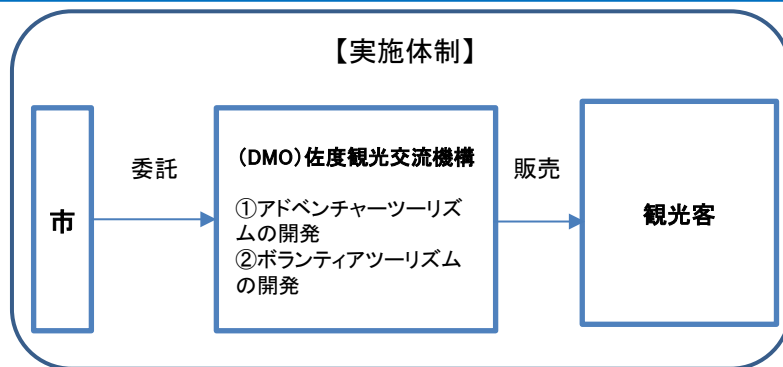 【実施体制】
市
委託
（DMO）佐度観光交流機構
①アドベンチャーツーリズ
ムの開発
②ボランティアツーリズム
の開発
販売
観光客